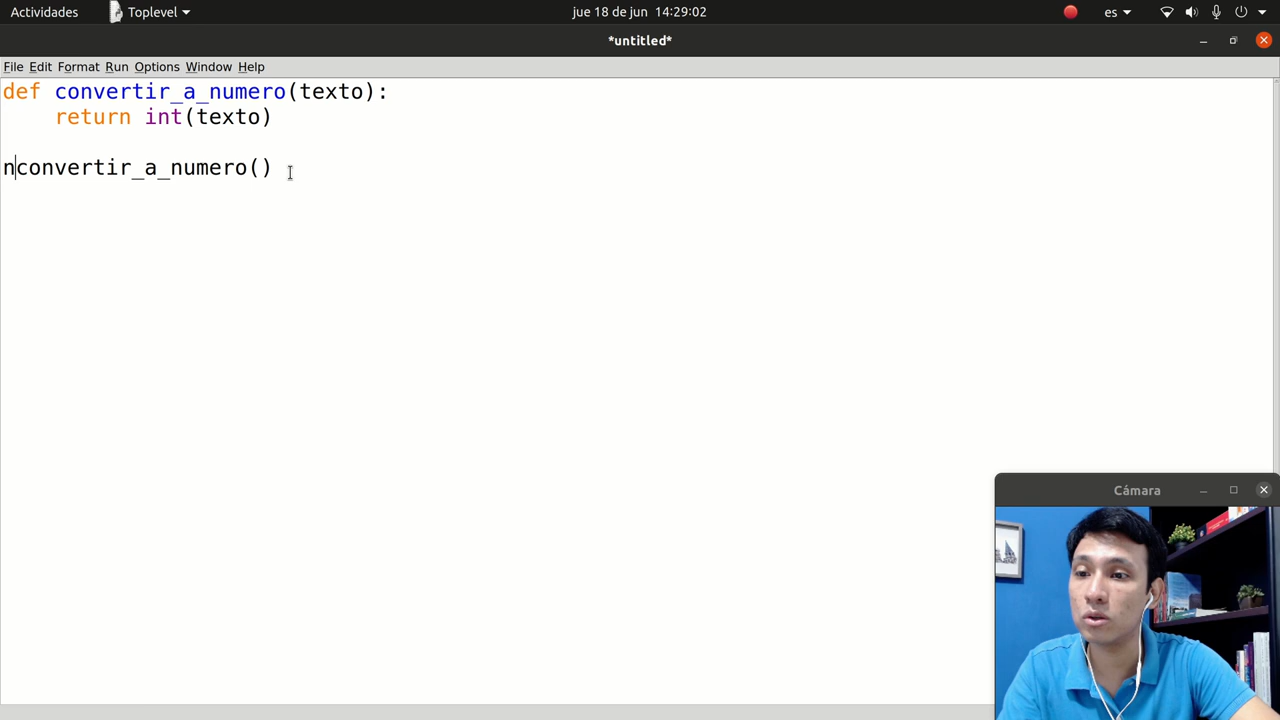 Actividades Toplevel jue 18 de jun 14:29:02 es
*untitled*
File Edit Format Run Options Window Help
def convertir_a_numero(texto):
    return int(texto)
nconvertir_a_numero()
Cámara